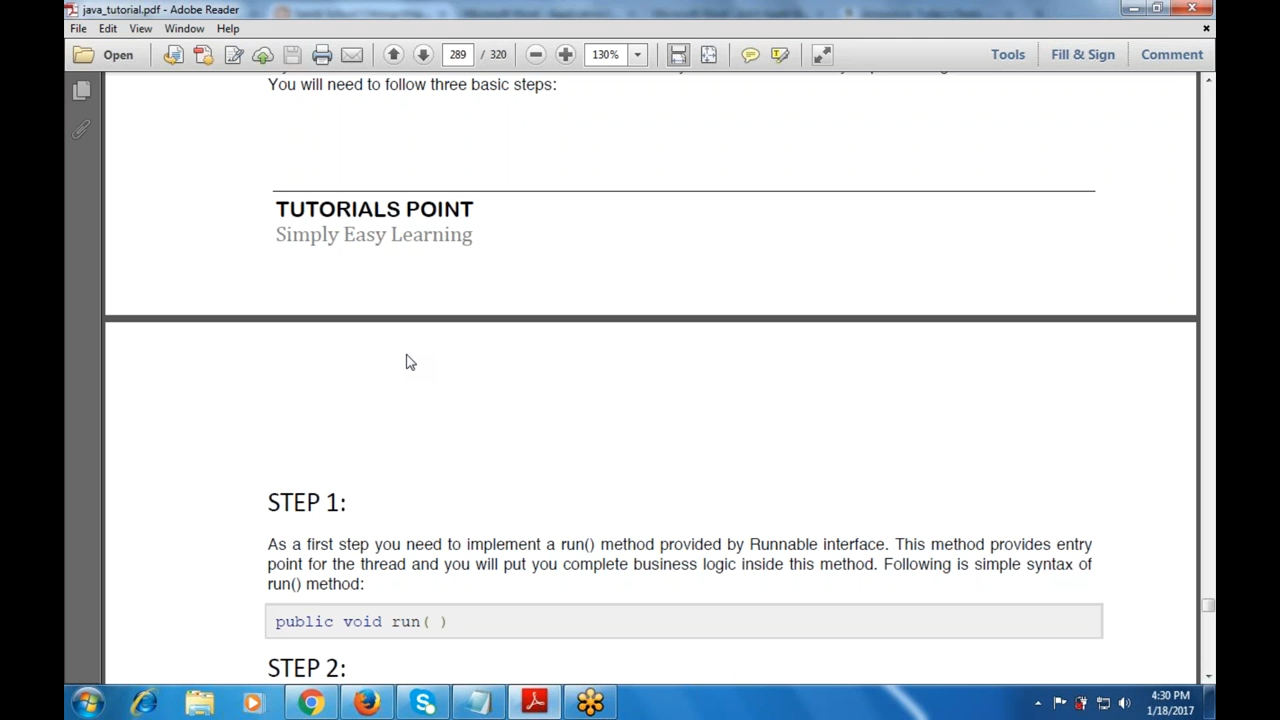 java_tutorial.pdf - Adobe Reader
File Edit View Window Help
Open 289 / 320 130% Tools Fill & Sign Comment
You will need to follow three basic steps:
TUTORIALS POINT
Simply Easy Learning
STEP 1:
As a first step you need to implement a run() method provided by Runnable interface. This method provides entry
point for the thread and you will put you complete business logic inside this method. Following is simple syntax of
run() method:
public void run( )
STEP 2:
4:30 PM
1/18/2017